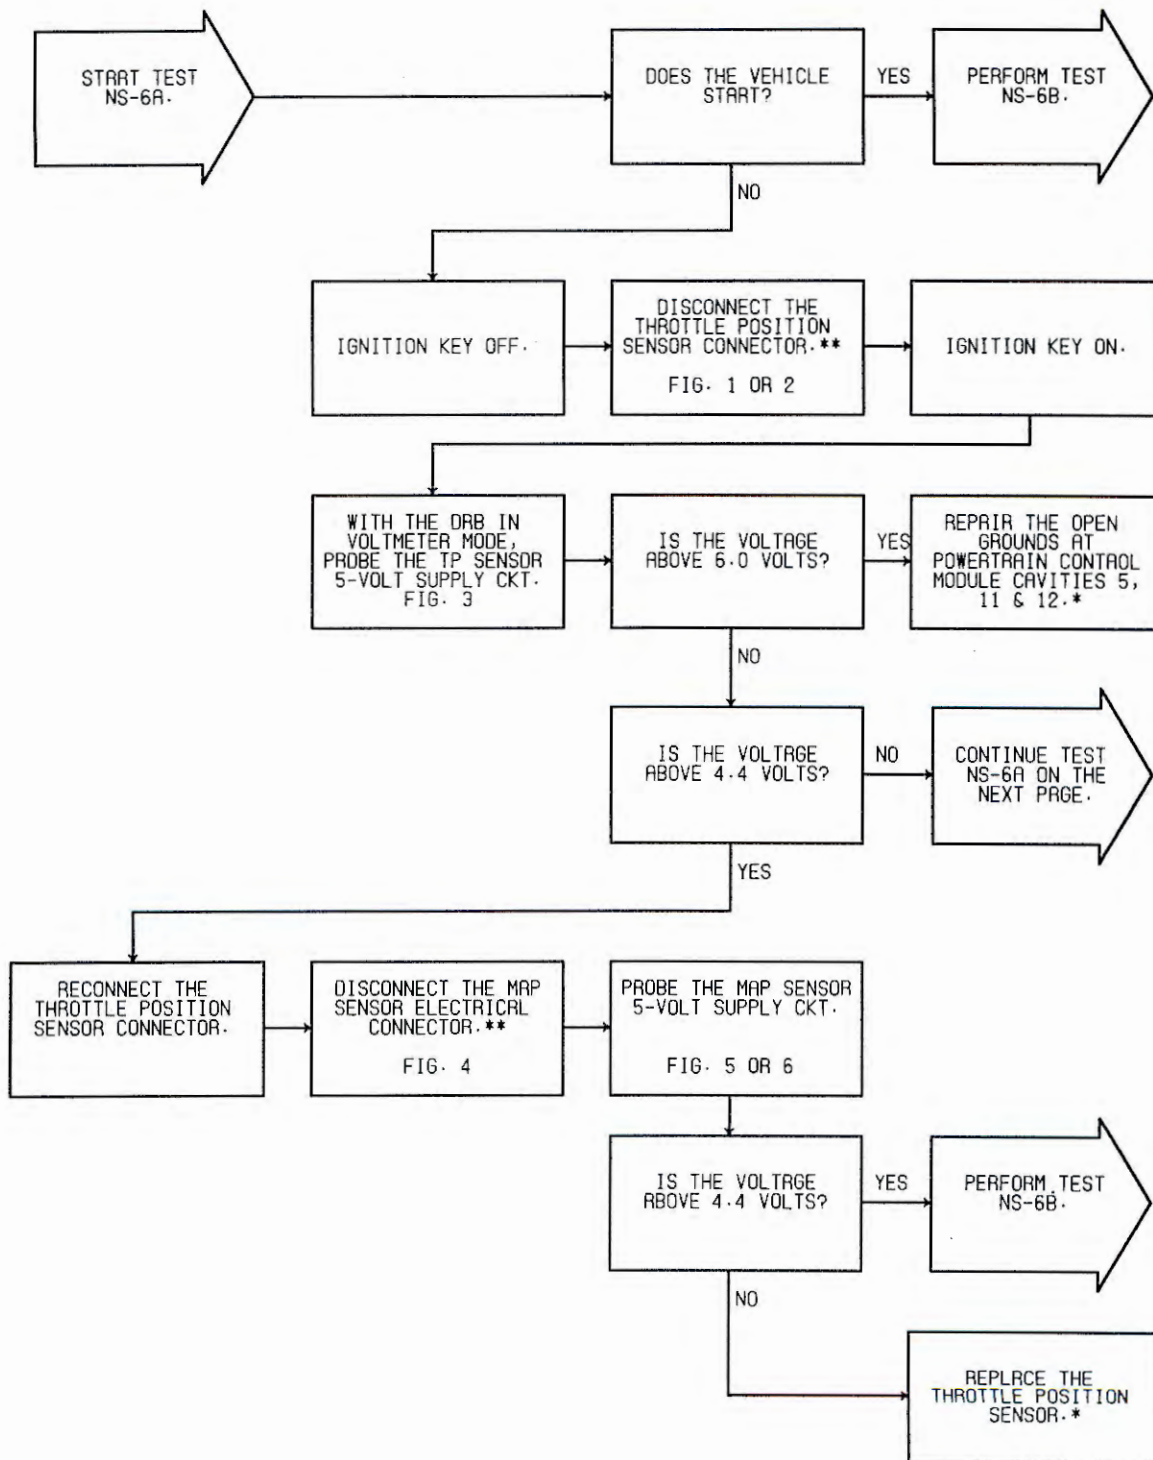 START TEST
NS-6A.
DOES THE VEHICLE
START?
YES
PERFORM TEST
NS-6B.
NO
IGNITION KEY OFF.
DISCONNECT THE
THROTTLE POSITION
SENSOR CONNECTOR.**
FIG. 1 OR 2
IGNITION KEY ON.
WITH THE DRB IN
VOLTMETER MODE,
PROBE THE TP SENSOR
5-VOLT SUPPLY CKT.
FIG. 3
IS THE VOLTAGE
ABOVE 6.0 VOLTS?
YES
REPAIR THE OPEN
GROUNDS AT
POWERTRAIN CONTROL
MODULE CAVITIES 5,
11 & 12.*
NO
IS THE VOLTAGE
ABOVE 4.4 VOLTS?
NO
CONTINUE TEST
NS-6A ON THE
NEXT PAGE.
YES
RECONNECT THE
THROTTLE POSITION
SENSOR CONNECTOR.
DISCONNECT THE MAP
SENSOR ELECTRICAL
CONNECTOR.**
FIG. 4
PROBE THE MAP SENSOR
5-VOLT SUPPLY CKT.
FIG. 5 OR 6
IS THE VOLTAGE
ABOVE 4.4 VOLTS?
YES
PERFORM TEST
NS-6B.
NO
REPLACE THE
THROTTLE POSITION
SENSOR.*